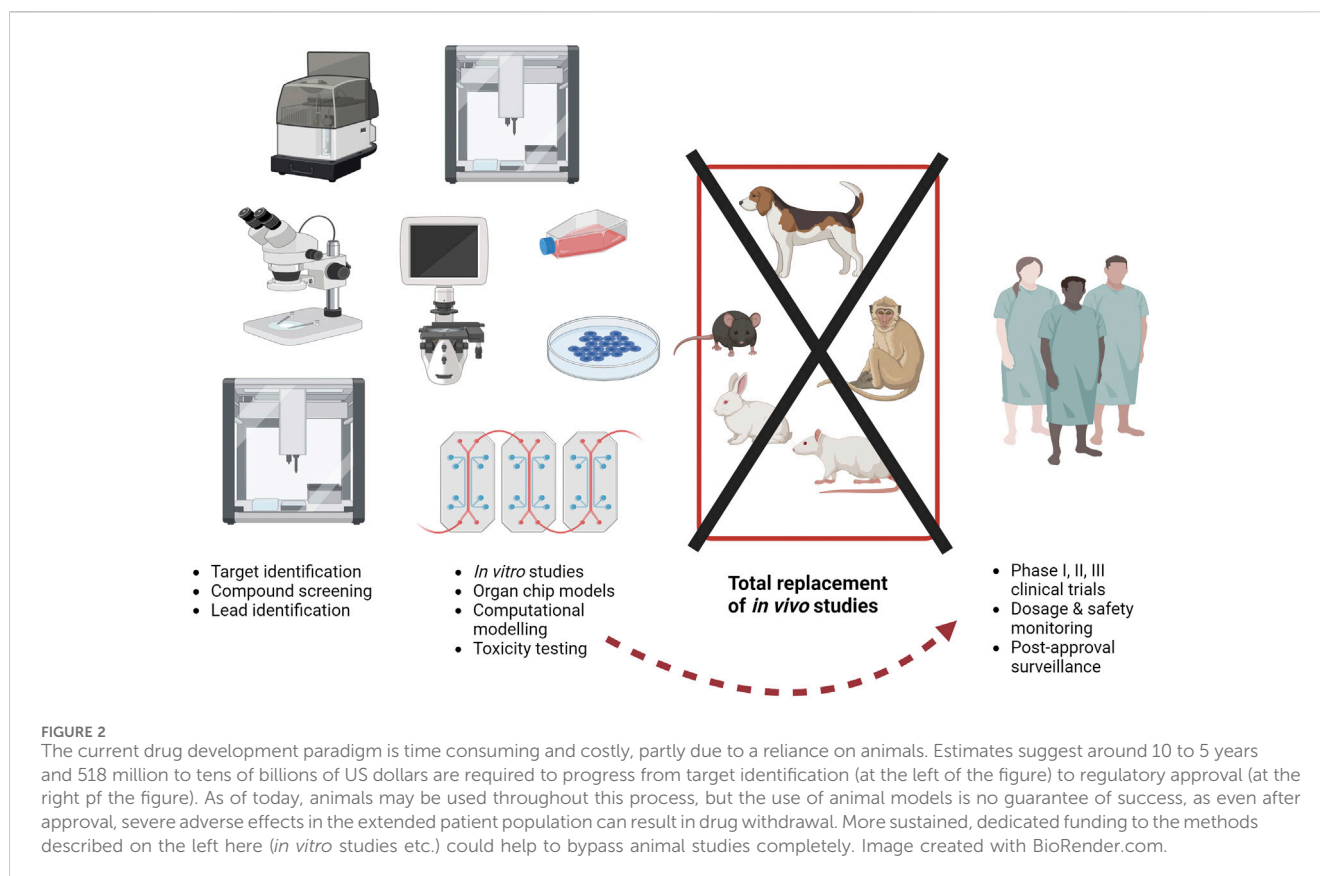 • Target identification
• Compound screening
• Lead identification
• In vitro studies
• Organ chip models
• Computational
modelling
• Toxicity testing
Total replacement
of in vivo studies
• Phase I, II, III
clinical trials
• Dosage & safety
monitoring
• Post-approval
surveillance
FIGURE 2
The current drug development paradigm is time consuming and costly, partly due to a reliance on animals. Estimates suggest around 10 to 5 years
and 518 million to tens of billions of US dollars are required to progress from target identification (at the left of the figure) to regulatory approval (at the
right pf the figure). As of today, animals may be used throughout this process, but the use of animal models is no guarantee of success, as even after
approval, severe adverse effects in the extended patient population can result in drug withdrawal. More sustained, dedicated funding to the methods
described on the left here (in vitro studies etc.) could help to bypass animal studies completely. Image created with BioRender.com.